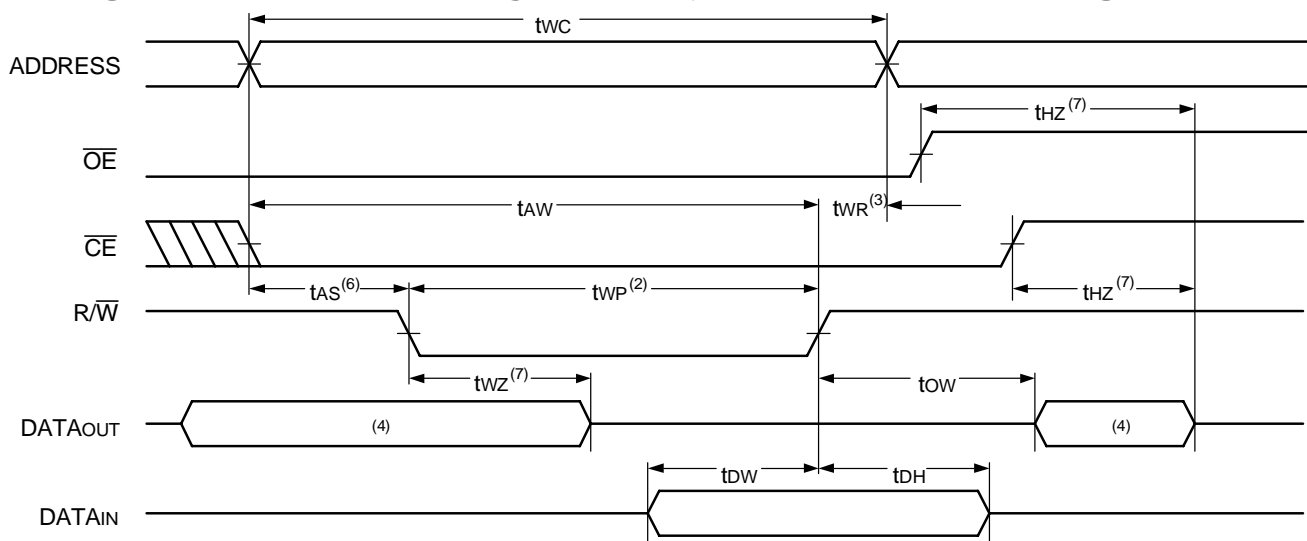 tWC
ADDRESS
tHZ(7)
OE
tAW
tWR(3)
CE
tAS(6)
tWP(2)
tHZ(7)
R/W
tWZ(7)
tOW
DATAOUT
(4)
(4)
tDW
tDH
DATAIN